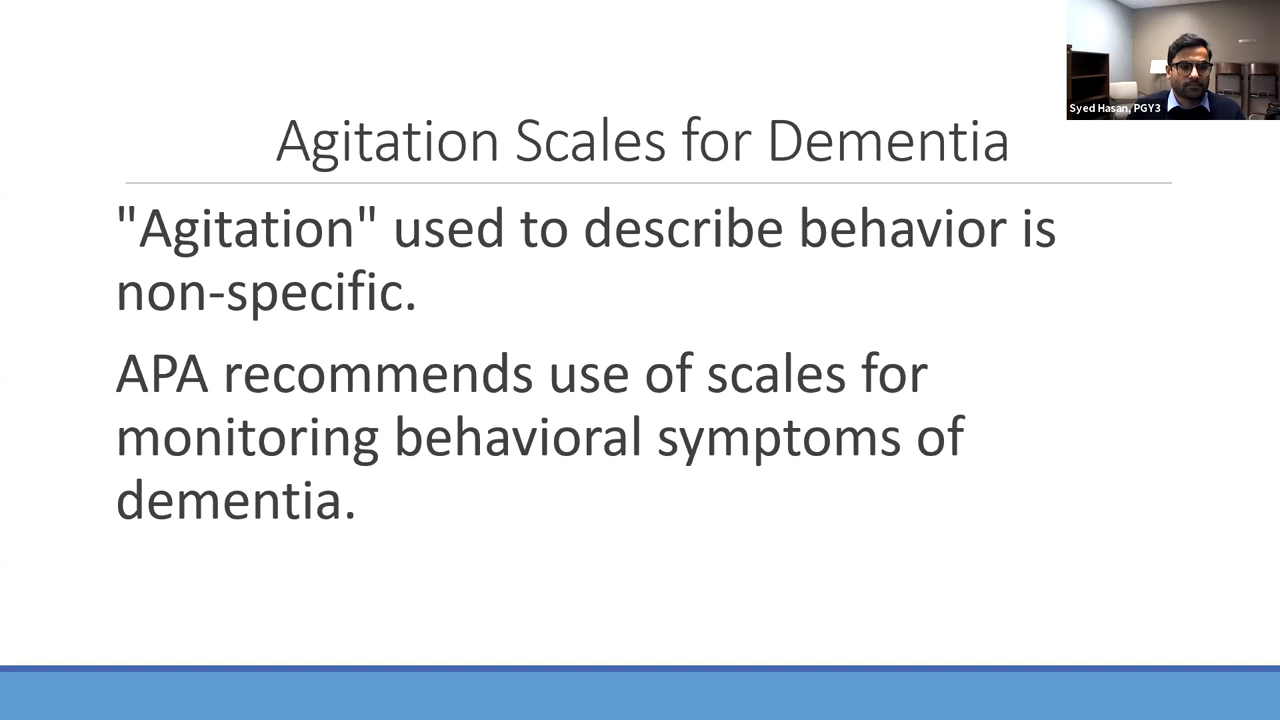 Syed Hasan, PGY3
Agitation Scales for Dementia
"Agitation" used to describe behavior is
non-specific.
APA recommends use of scales for
monitoring behavioral symptoms of
dementia.